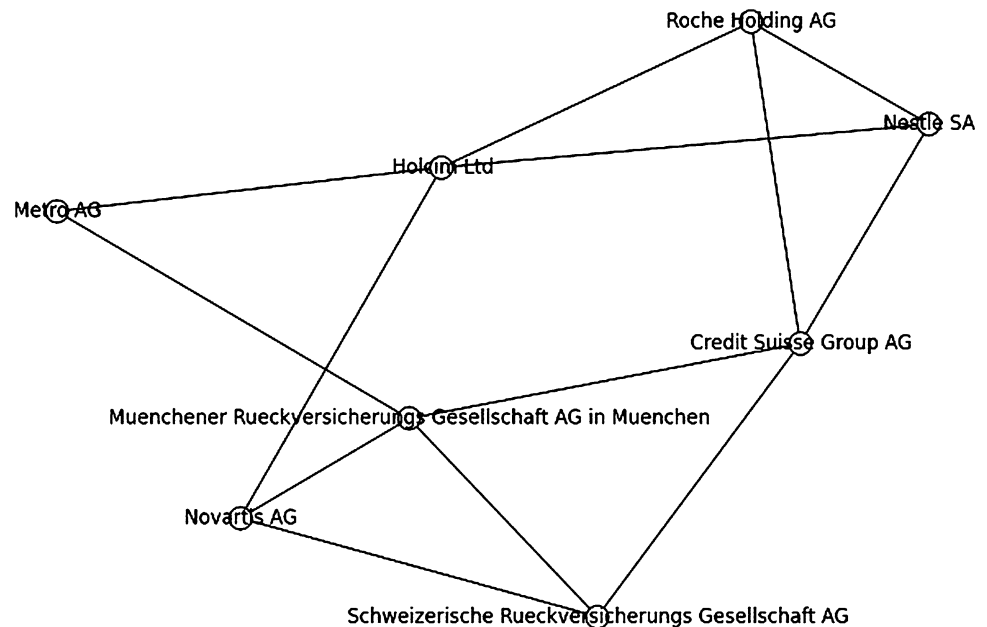 Roche Holding AG
Nestle SA
Holcim Ltd
Metro AG
Credit Suisse Group AG
Muenchener Rueckversicherungs Gesellschaft AG in Muenchen
Novartis AG
Schweizerische Rueckversicherungs Gesellschaft AG